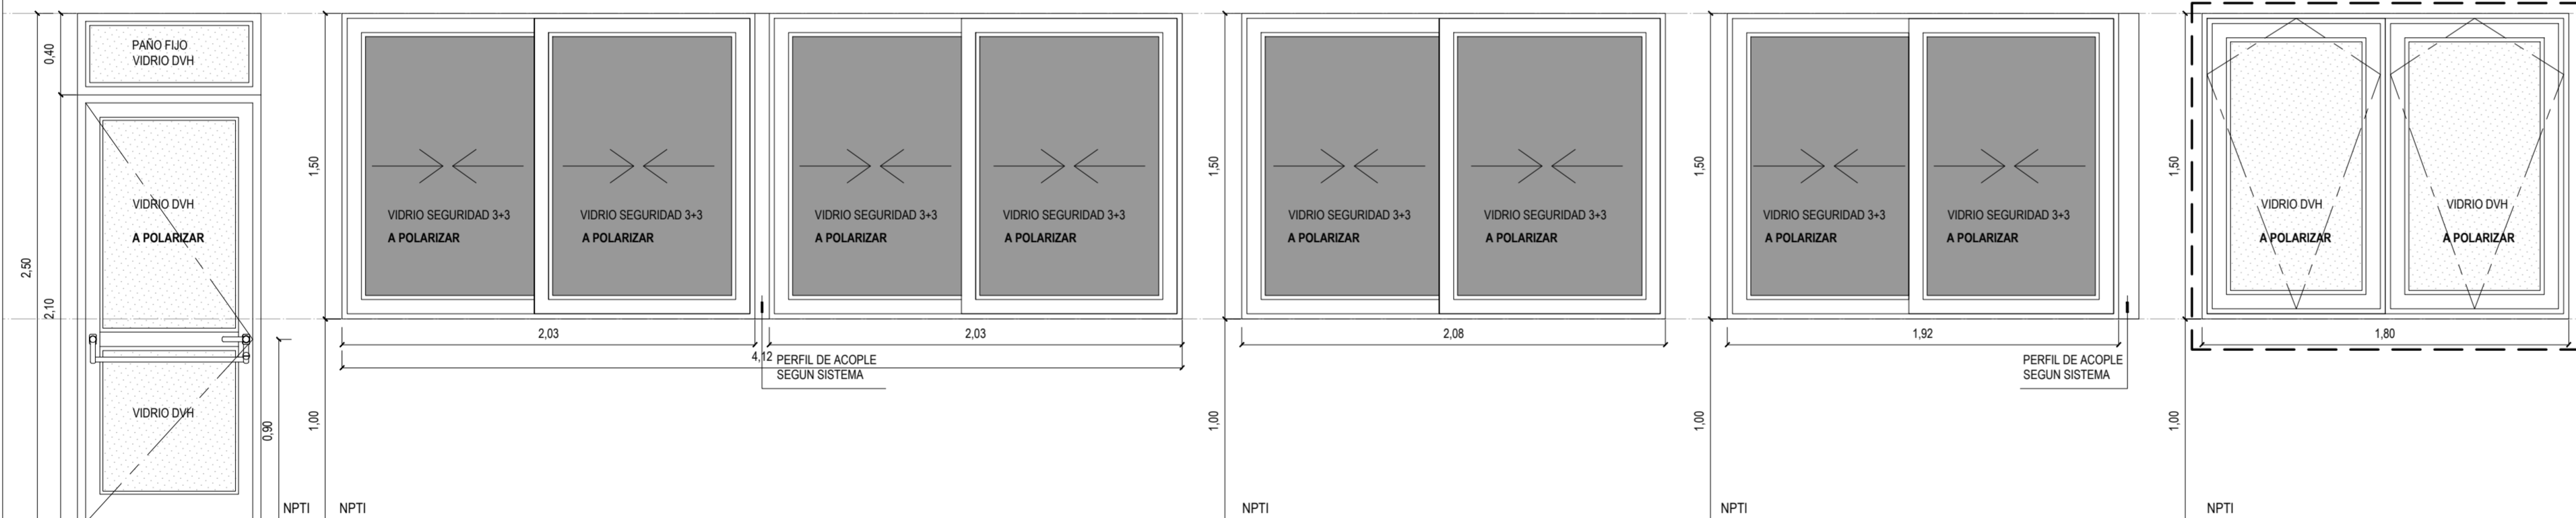 0,40
PAÑO FIJO
VIDRIO DVH
VIDRIO DVH
A POLARIZAR
2,50
2,10
VIDRIO DVH
0,90
NPTI
1,50
VIDRIO SEGURIDAD 3+3
A POLARIZAR
VIDRIO SEGURIDAD 3+3
A POLARIZAR
VIDRIO SEGURIDAD 3+3
A POLARIZAR
VIDRIO SEGURIDAD 3+3
A POLARIZAR
2,03
2,03
4,12
PERFIL DE ACOPLE
SEGUN SISTEMA
1,00
NPTI
1,50
VIDRIO SEGURIDAD 3+3
A POLARIZAR
VIDRIO SEGURIDAD 3+3
A POLARIZAR
2,08
1,00
NPTI
1,50
VIDRIO SEGURIDAD 3+3
A POLARIZAR
VIDRIO SEGURIDAD 3+3
A POLARIZAR
1,92
PERFIL DE ACOPLE
SEGUN SISTEMA
1,00
NPTI
1,50
VIDRIO DVH
A POLARIZAR
VIDRIO DVH
A POLARIZAR
1,80
1,00
NPTI